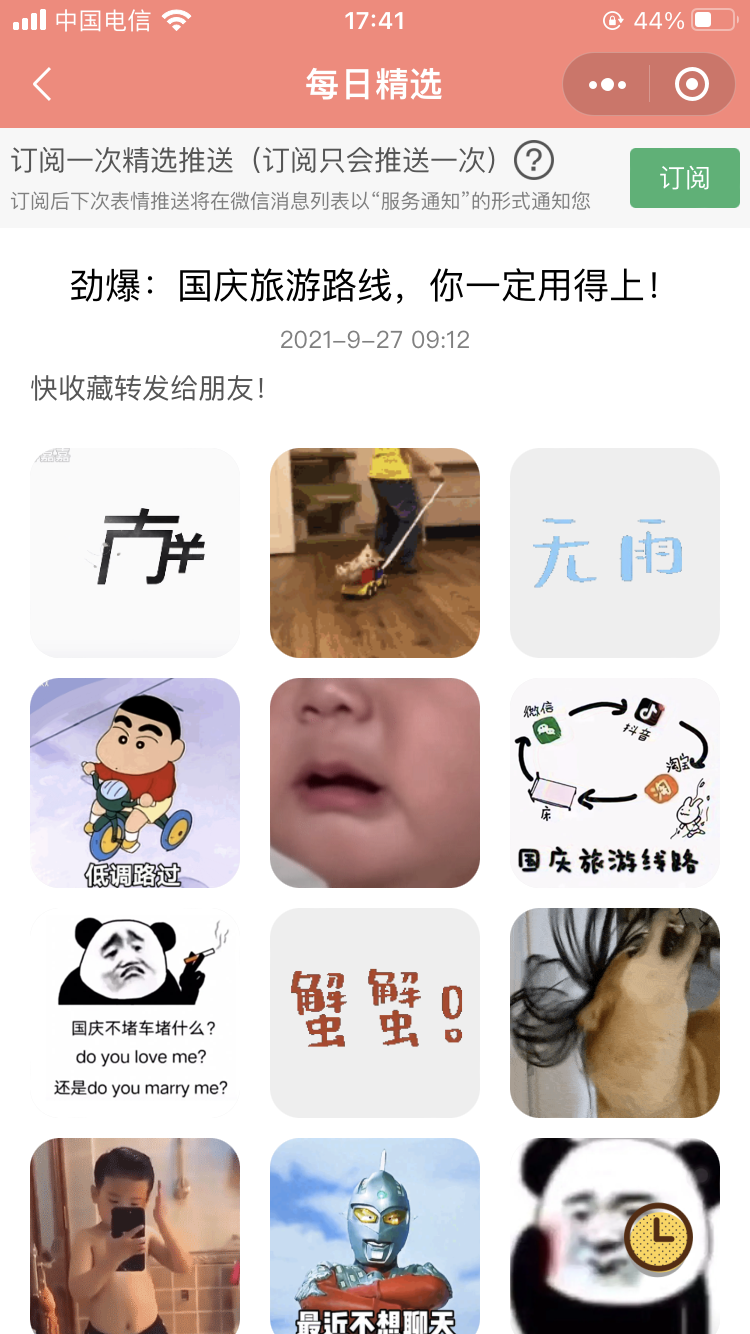 中国电信
17:41
44%
每日精选
订阅一次精选推送（订阅只会推送一次）
订阅
订阅后下次表情推送将在微信消息列表以“服务通知”的形式通知您
劲爆：国庆旅游路线，你一定用得上！
2021-9-27 09:12
快收藏转发给朋友！
无雨
低调路过
微信
抖音
淘宝
淘
床
国庆旅游线路
国庆不堵车堵什么？
do you love me?
还是do you marry me?
蟹蟹！
最近不想聊天